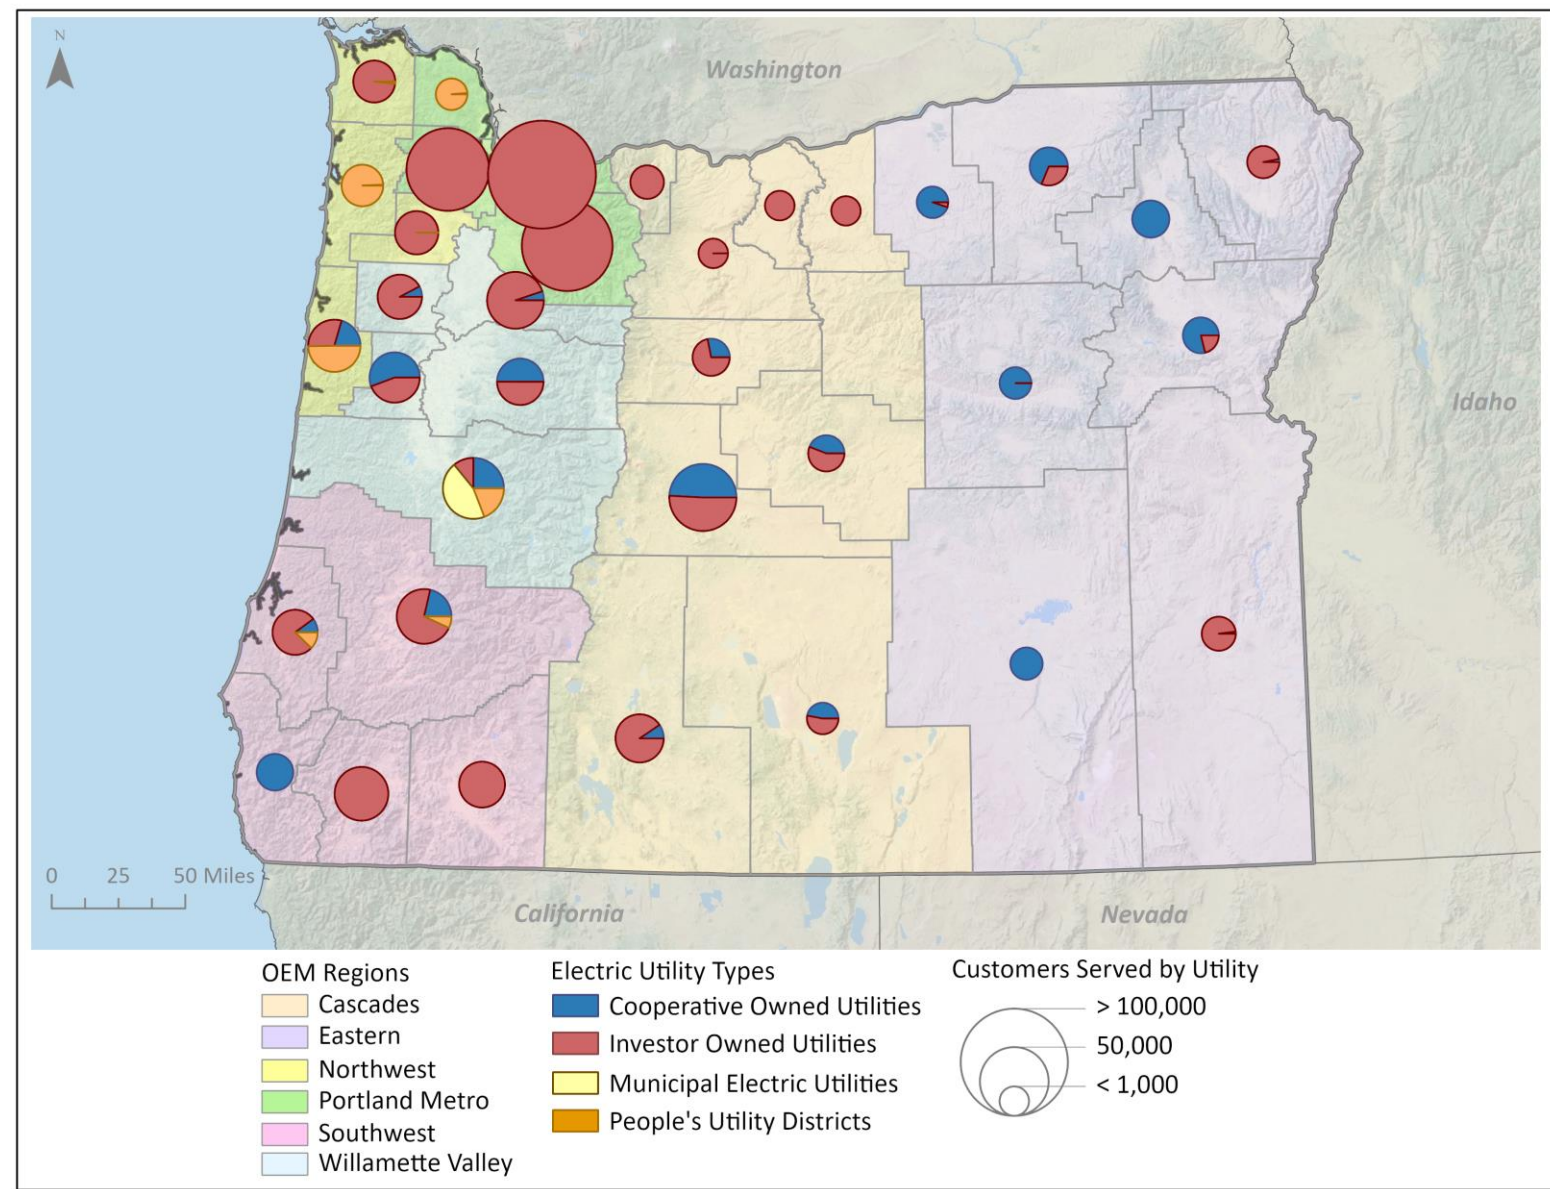 N
Washington
Idaho
0 25 50 Miles
California
Nevada
OEM Regions
Cascades
Eastern
Northwest
Portland Metro
Southwest
Willamette Valley
Electric Utility Types
Cooperative Owned Utilities
Investor Owned Utilities
Municipal Electric Utilities
People's Utility Districts
Customers Served by Utility
> 100,000
50,000
< 1,000